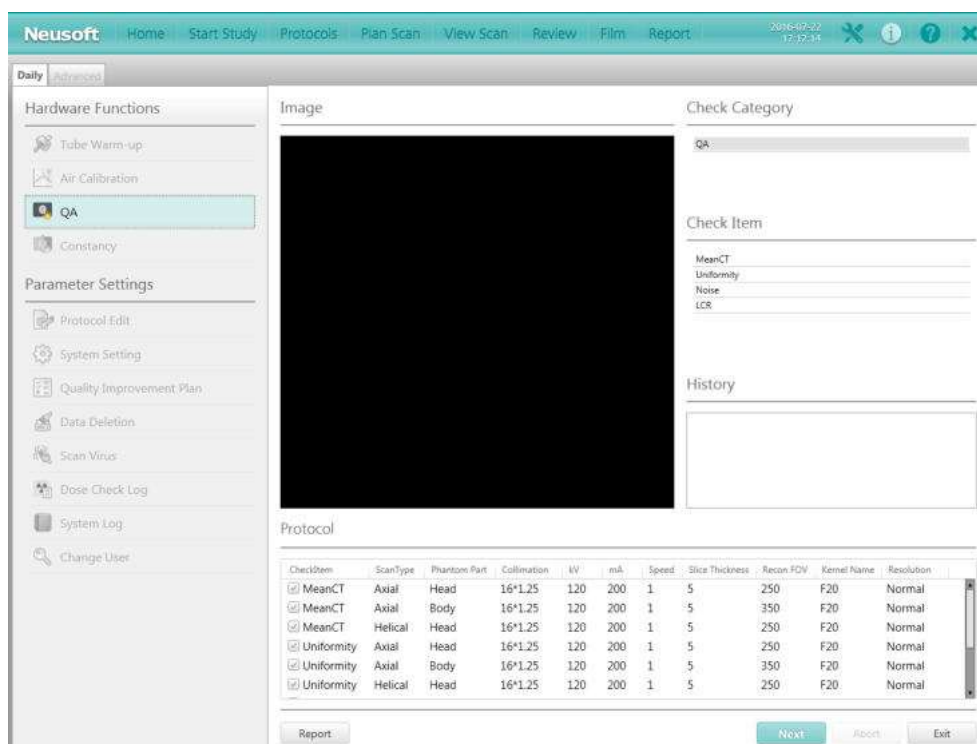 Neusoft Home Start Study Protocols Plan Scan View Scan Review Film Report 2016-07-22
17:17:14
Daily Advanced
Hardware Functions
Tube Warm-up
Air Calibration
QA
Constancy
Parameter Settings
Protocol Edit
System Setting
Quality Improvement Plan
Data Deletion
Scan Virus
Dose Check Log
System Log
Change User
Image
Check Category
QA
Check Item
MeanCT
Uniformity
Noise
LCR
History
Protocol
CheckItem ScanType Phantom Part Collimation kV mA Speed Slice Thickness Recon FOV Kernel Name Resolution
MeanCT Axial Head 16*1.25 120 200 1 5 250 F20 Normal
MeanCT Axial Body 16*1.25 120 200 1 5 350 F20 Normal
MeanCT Helical Head 16*1.25 120 200 1 5 250 F20 Normal
Uniformity Axial Head 16*1.25 120 200 1 5 250 F20 Normal
Uniformity Axial Body 16*1.25 120 200 1 5 350 F20 Normal
Uniformity Helical Head 16*1.25 120 200 1 5 250 F20 Normal
Report Next Abort Exit